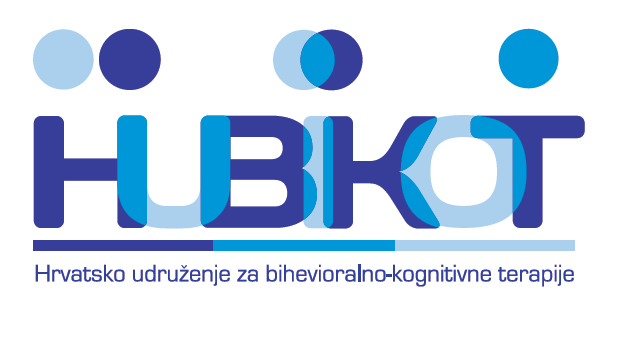 HUBIKOT
Hrvatsko udruženje za bihevioralno-kognitivne terapije